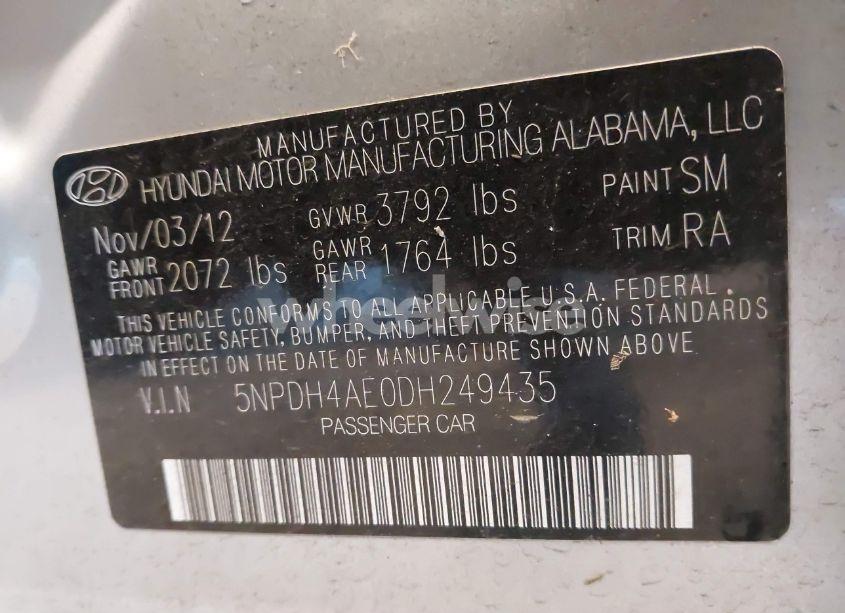 MANUFACTURED BY
HYUNDAI MOTOR MANUFACTURING ALABAMA, LLC
Nov/03/12 GVWR 3792 lbs PAINT SM
GAWR FRONT 2072 lbs GAWR REAR 1764 lbs TRIM RA
THIS VEHICLE CONFORMS TO ALL APPLICABLE U.S.A. FEDERAL
MOTOR VEHICLE SAFETY, BUMPER, AND THEFT PREVENTION STANDARDS
IN EFFECT ON THE DATE OF MANUFACTURE SHOWN ABOVE
V.I.N 5NPDH4AE0DH249435
PASSENGER CAR
wheelwise